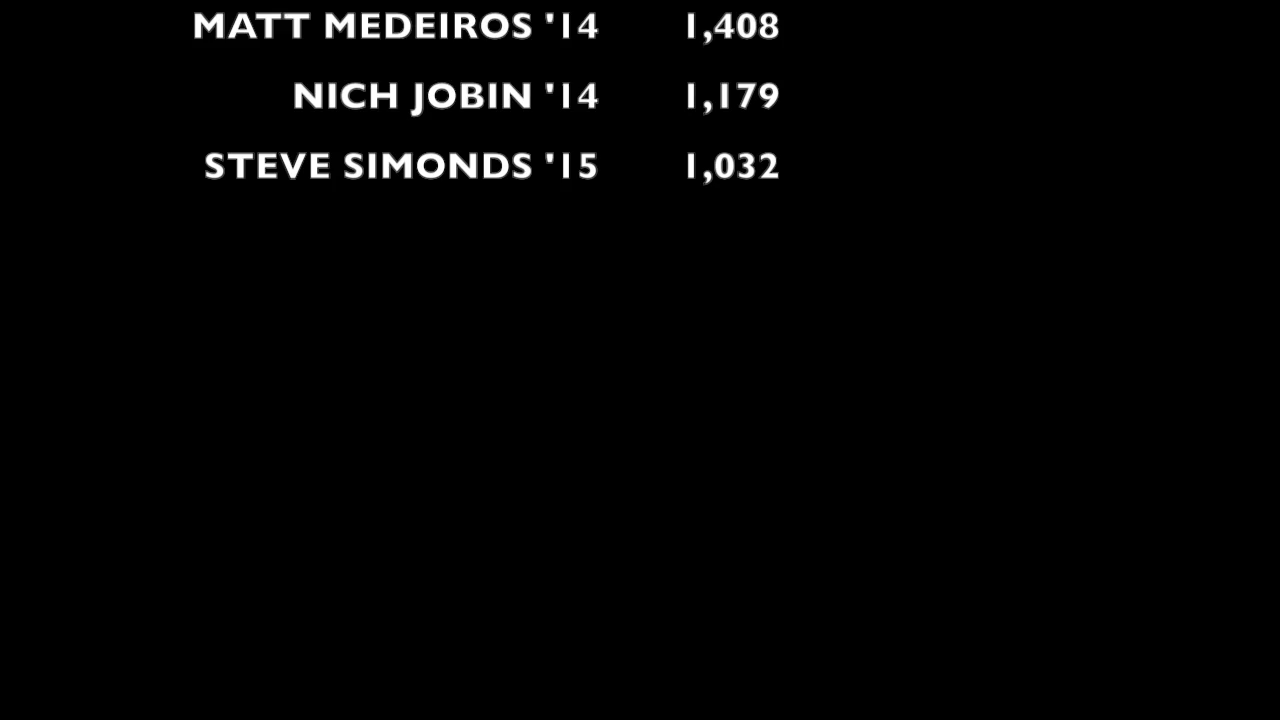 MATT MEDEIROS '14 1,408
NICH JOBIN '14 1,179
STEVE SIMONDS '15 1,032